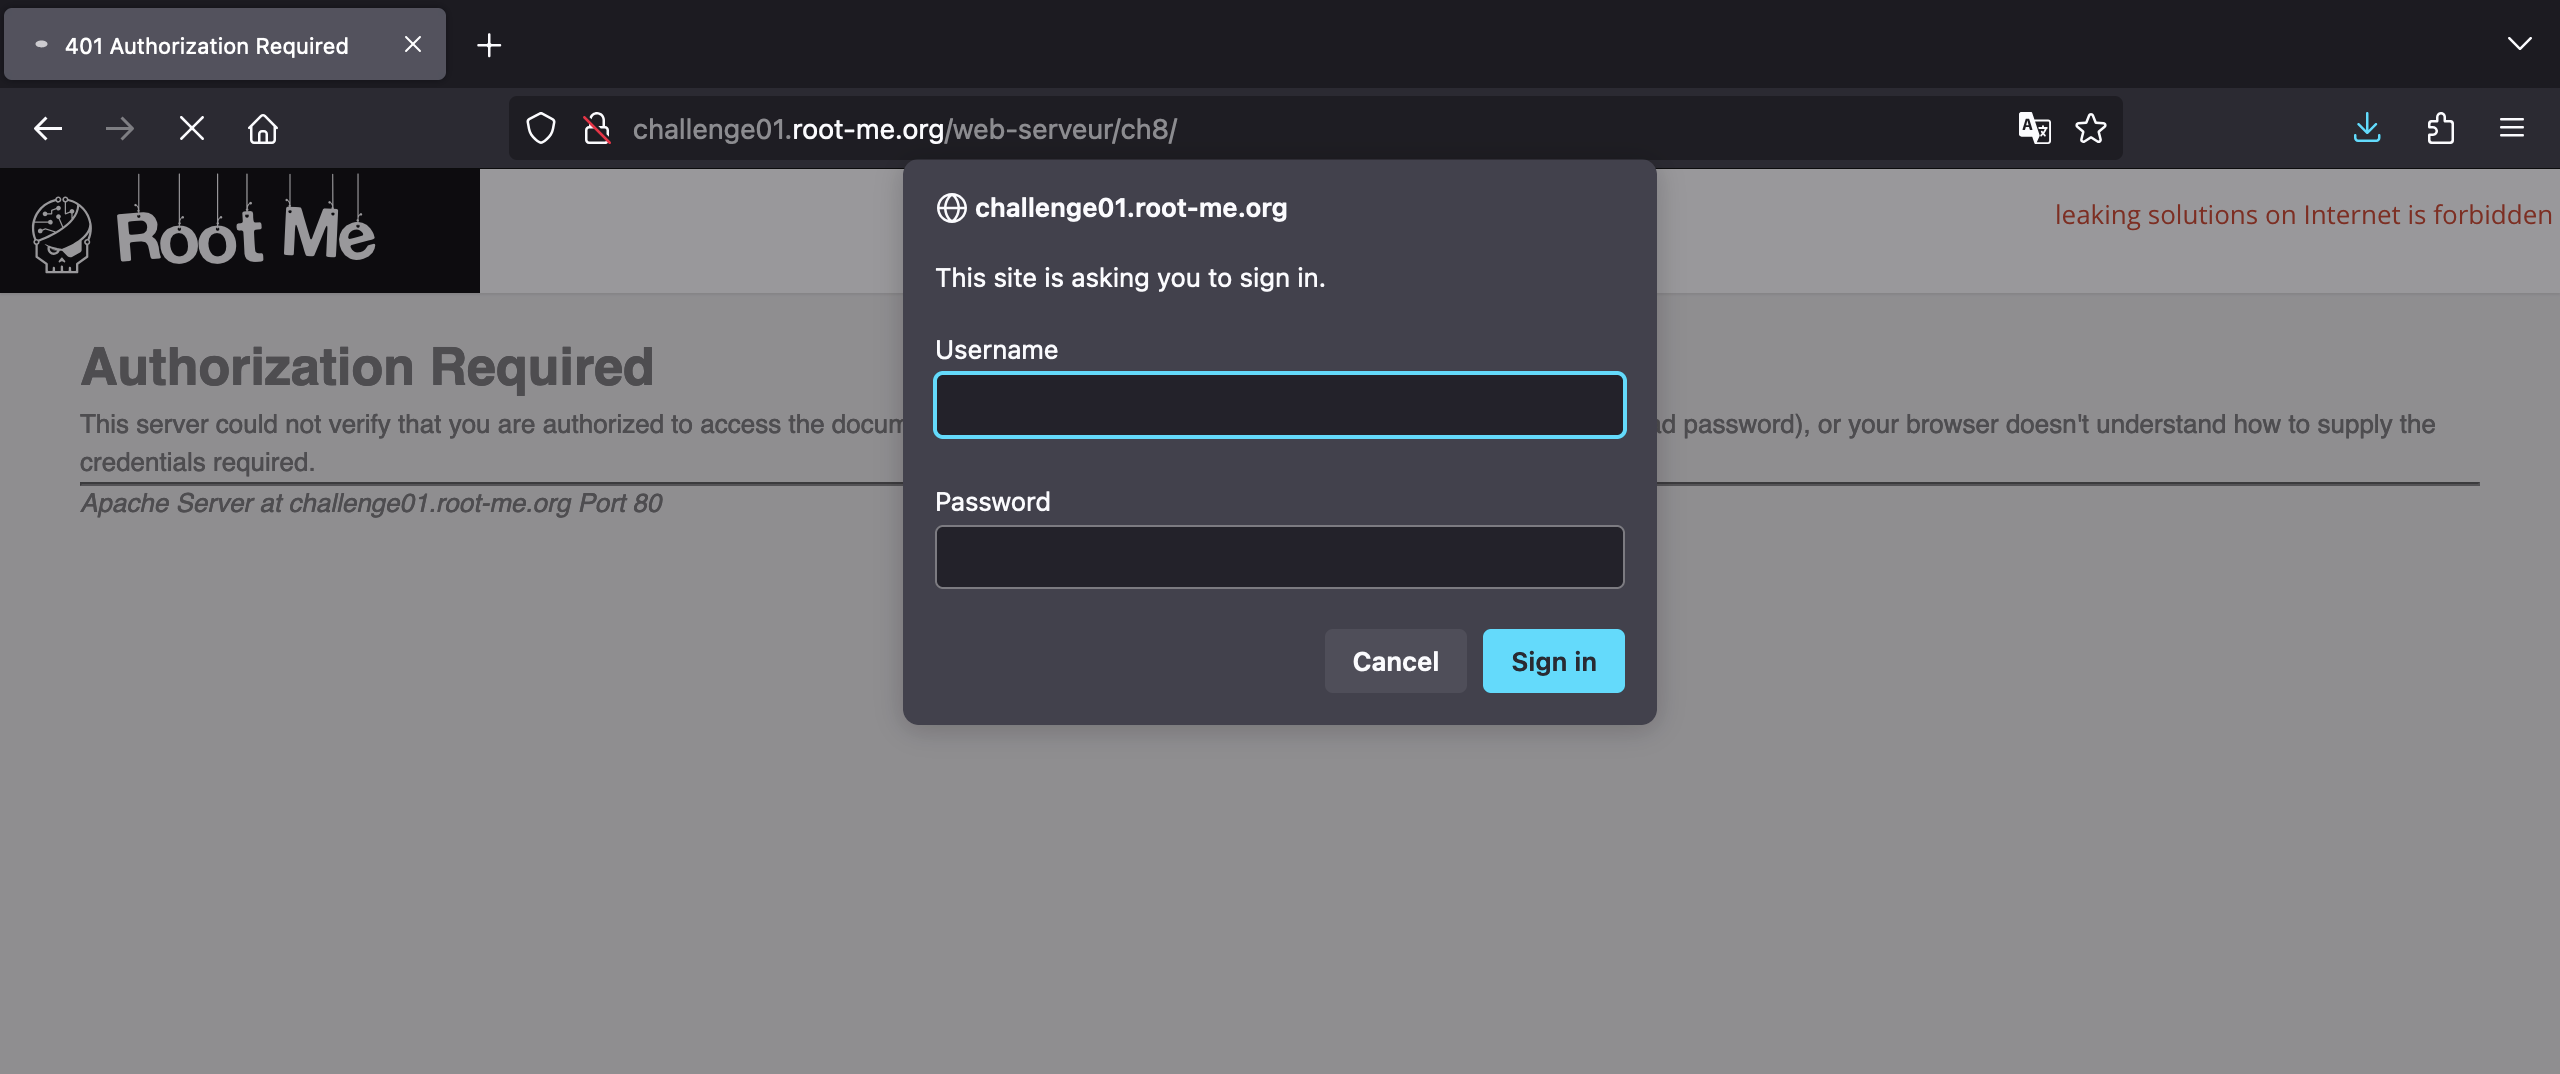 401 Authorization Required
challenge01.root-me.org/web-serveur/ch8/
Root Me
leaking solutions on Internet is forbidden
challenge01.root-me.org
This site is asking you to sign in.
Username
Password
Cancel
Sign in
Authorization Required
This server could not verify that you are authorized to access the password), or your browser doesn't understand how to supply the
credentials required.
Apache Server at challenge01.root-me.org Port 80